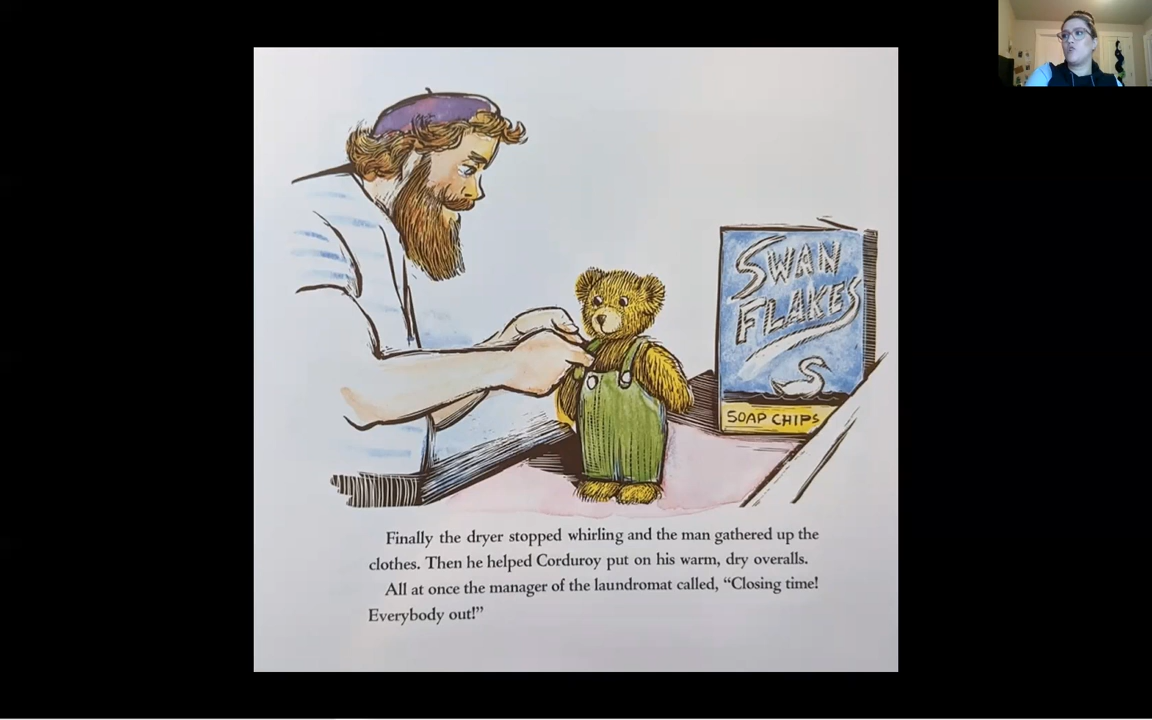 SWAN
FLAKES
SOAP CHIPS
Finally the dryer stopped whirling and the man gathered up the
clothes. Then he helped Corduroy put on his warm, dry overalls.
All at once the manager of the laundromat called, “Closing time!
Everybody out!”